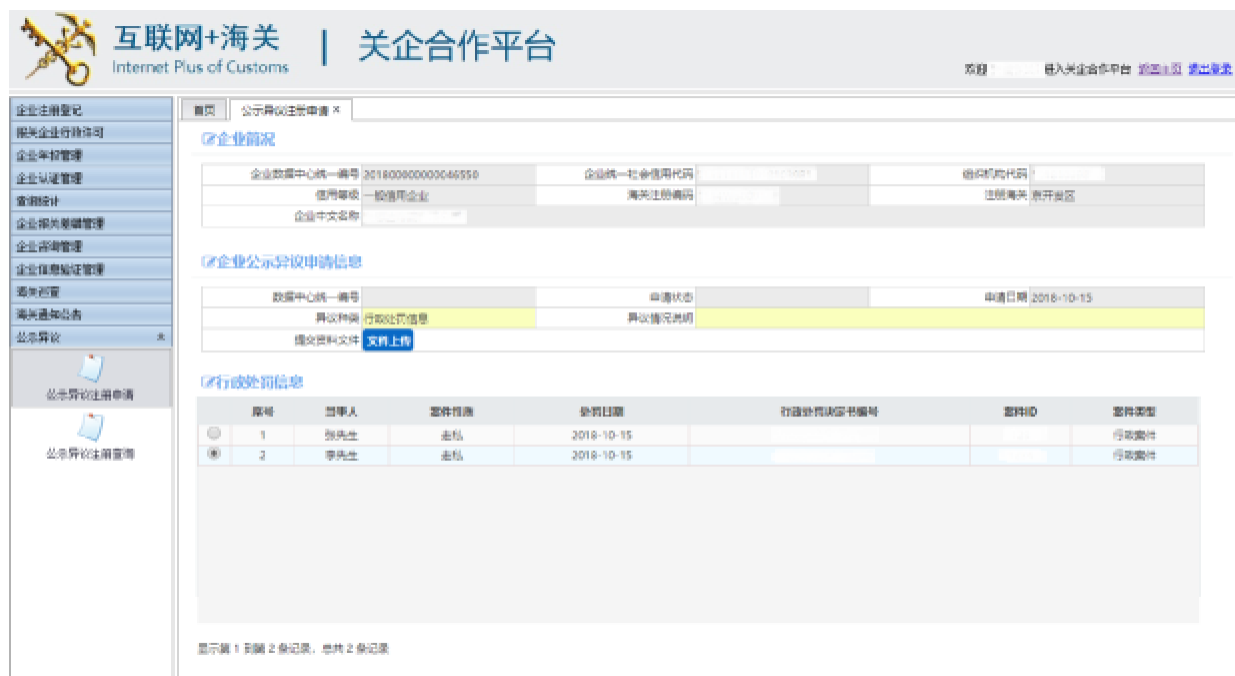 互联网+海关 | 关企合作平台
Internet Plus of Customs
欢迎 进入关企合作平台 返回主页 退出登录
企业注册登记
报关企业行政许可
企业年报管理
企业认证管理
查询统计
企业报关差错管理
企业咨询管理
企业信息验证管理
海关通知公告
公示异议
公示异议注册申请
公示异议注册查询
首页 公示异议注册申请 ×
企业简况
企业数据中心统一编号 201800000000046550 企业统一社会信用代码 组织机构代码
信用等级 一般信用企业 海关注册编码 注册海关 京开发区
企业中文名称
企业公示异议申请信息
数据中心统一编号 申请状态 申请日期 2018-10-15
异议种类 行政处罚信息 异议情况说明
提交资料文件 文件上传
行政处罚信息
序号 当事人 案件性质 处罚日期 行政处罚决定书编号 案件ID 案件类型
1 张先生 走私 2018-10-15 行政案件
2 李先生 走私 2018-10-15 行政案件
显示第 1 到第 2 条记录，总共 2 条记录